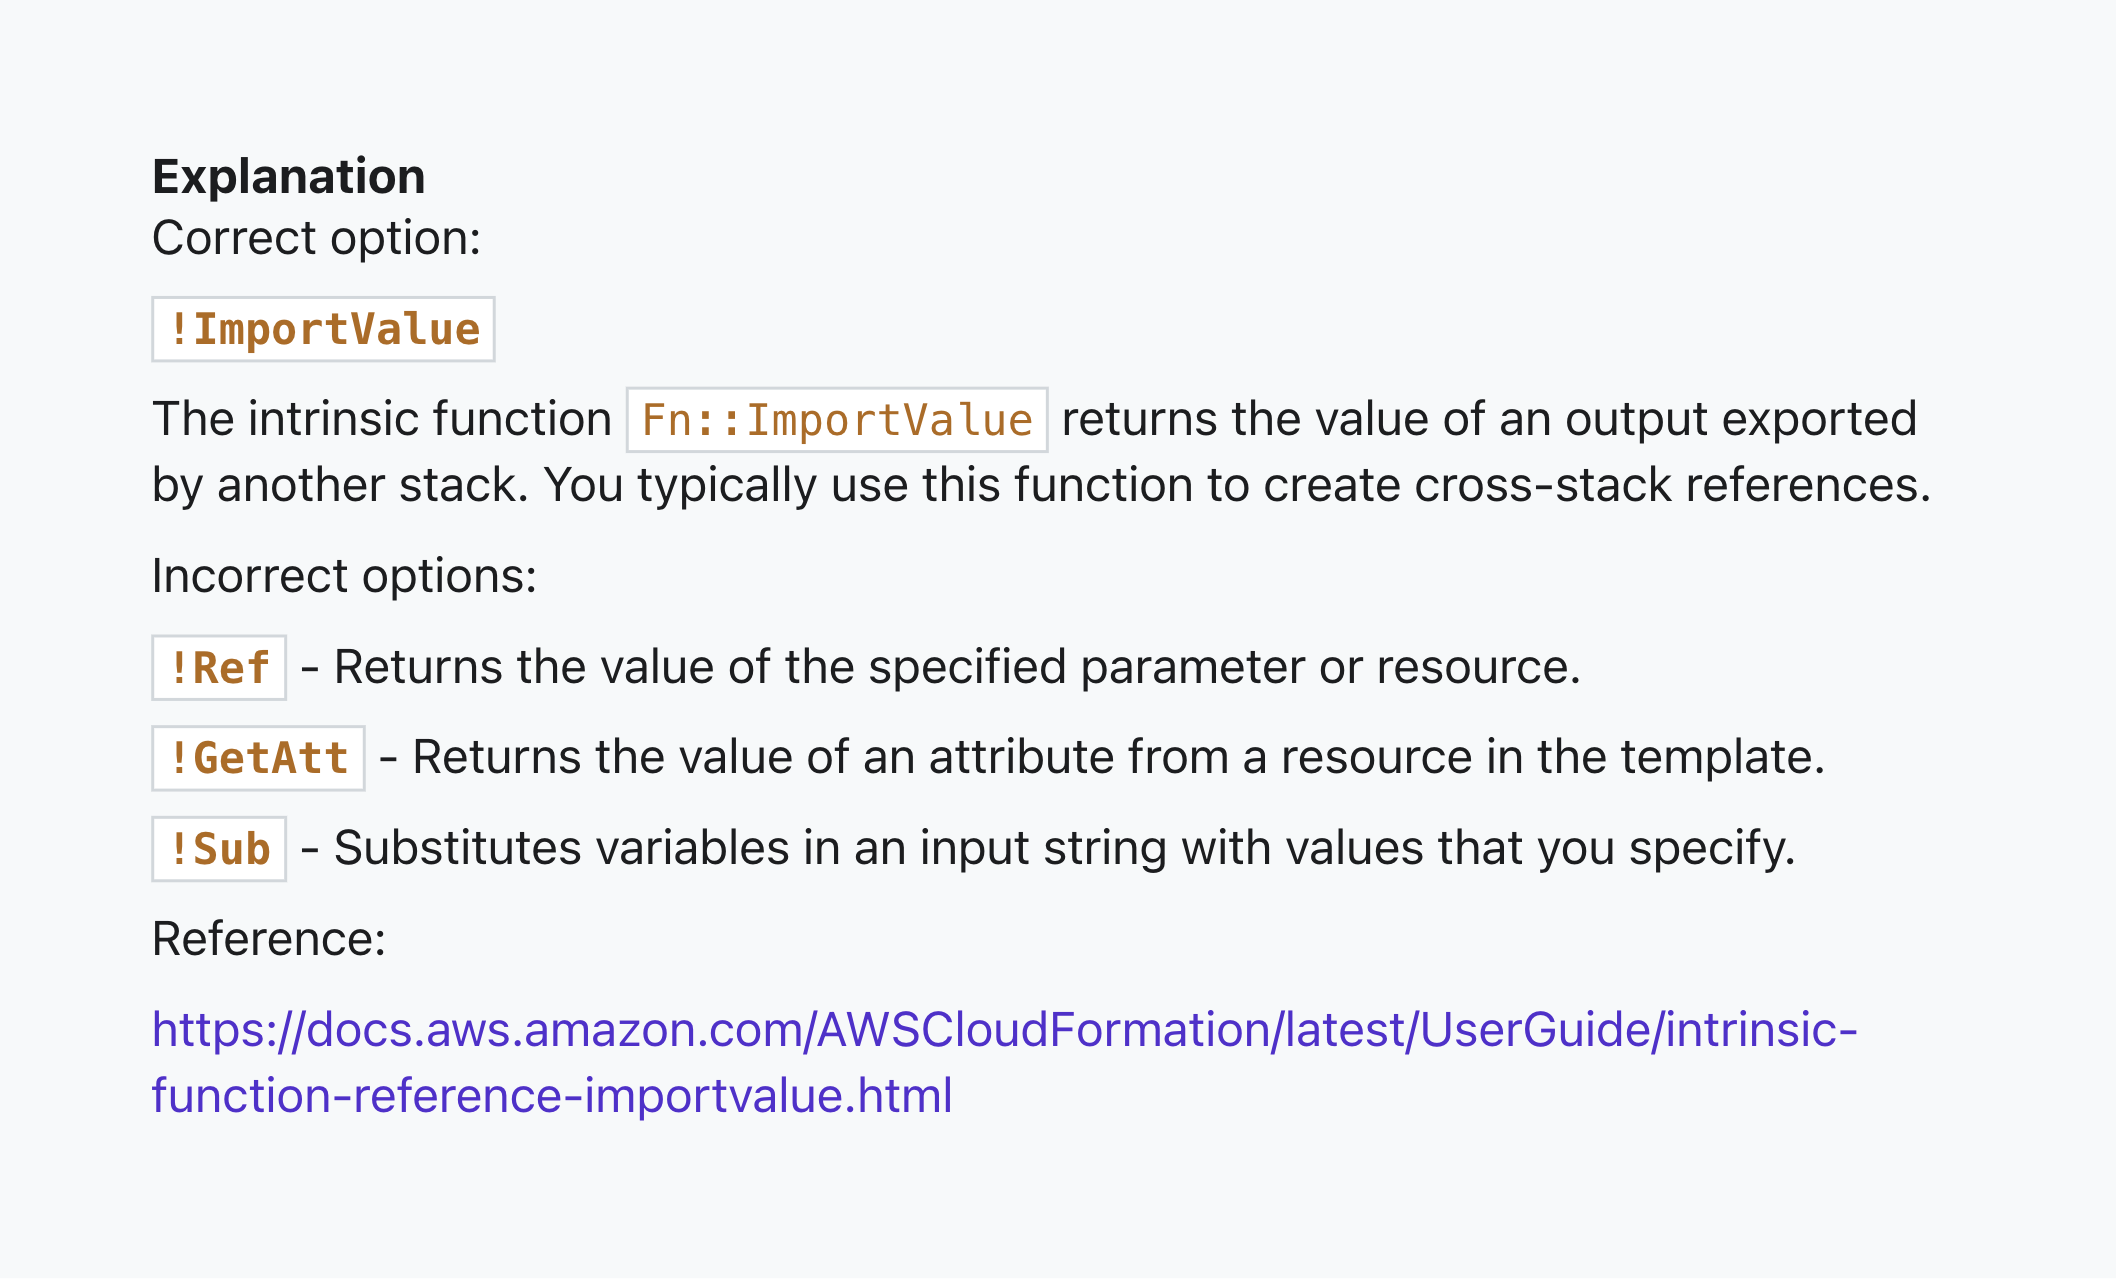 Explanation
Correct option:
!ImportValue
The intrinsic function Fn::ImportValue returns the value of an output exported
by another stack. You typically use this function to create cross-stack references.
Incorrect options:
!Ref - Returns the value of the specified parameter or resource.
!GetAtt - Returns the value of an attribute from a resource in the template.
!Sub - Substitutes variables in an input string with values that you specify.
Reference:
https://docs.aws.amazon.com/AWSCloudFormation/latest/UserGuide/intrinsic-
function-reference-importvalue.html